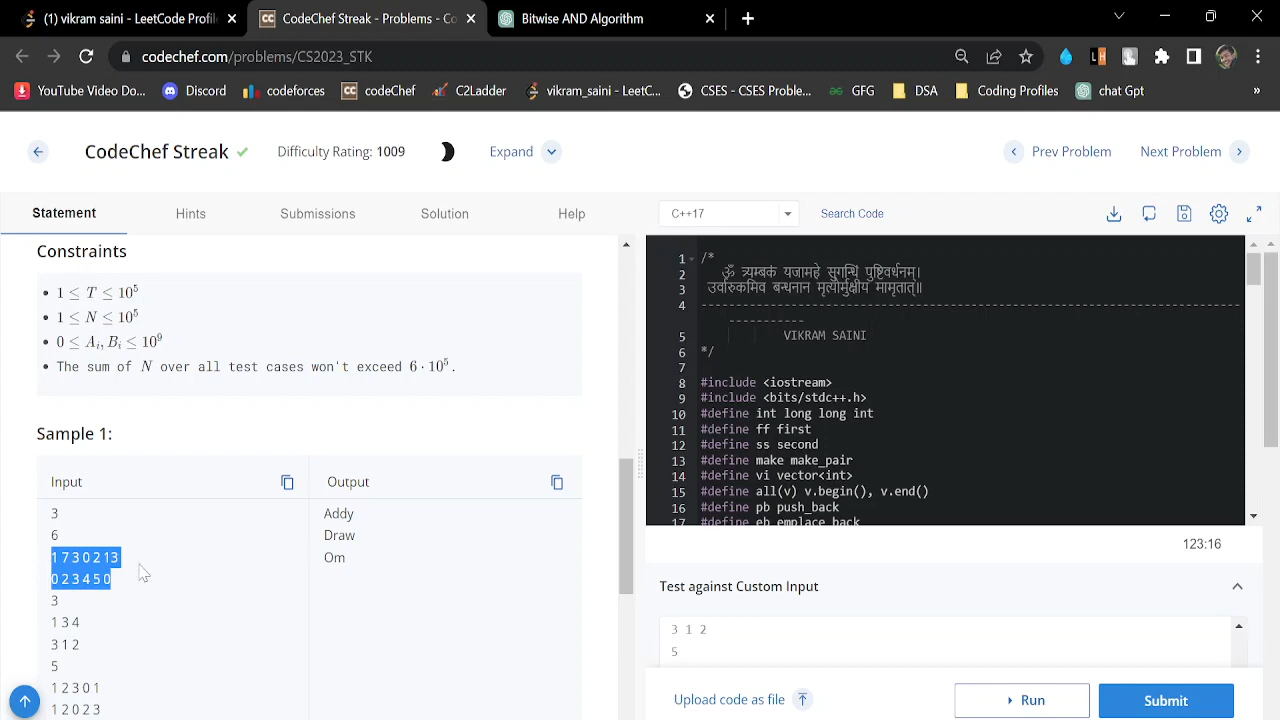 (1) vikram saini - LeetCode Profil
CodeChef Streak - Problems - Co
Bitwise AND Algorithm
codechef.com/problems/CS2023_STK
YouTube Video Do...
Discord
codeforces
codeChef
C2Ladder
vikram_saini - LeetC...
CSES - CSES Proble...
GFG
DSA
Coding Profiles
chat Gpt
»
CodeChef Streak
Difficulty Rating: 1009
Expand
Prev Problem
Next Problem
Statement
Hints
Submissions
Solution
Help
C++17
Search Code
Constraints
• 1 ≤ T ≤ 10^5
• 1 ≤ N ≤ 10^5
• 0 ≤ A_i, B_i ≤ 10^9
• The sum of N over all test cases won't exceed 6 · 10^5.
Sample 1:
Input
Output
3
6
1 7 3 0 2 13
0 2 3 4 5 0
3
1 3 4
3 1 2
5
1 2 3 0 1
1 2 0 2 3
Addy
Draw
Om
1 /*
2 ॐ त्र्यम्बकं यजामहे सुगन्धिं पुष्टिवर्धनम्।
3 उर्वारुकमिव बन्धनान मृत्योर्मुक्षीय मामृतात्॥
4 ------------------------------------------------------------------------
-----------
5 VIKRAM SAINI
6 */
7
8 #include <iostream>
9 #include <bits/stdc++.h>
10 #define int long long int
11 #define ff first
12 #define ss second
13 #define make make_pair
14 #define vi vector<int>
15 #define all(v) v.begin(), v.end()
16 #define pb push_back
17 #define eb emplace_back
123:16
Test against Custom Input
3 1 2
5
Upload code as file
Run
Submit